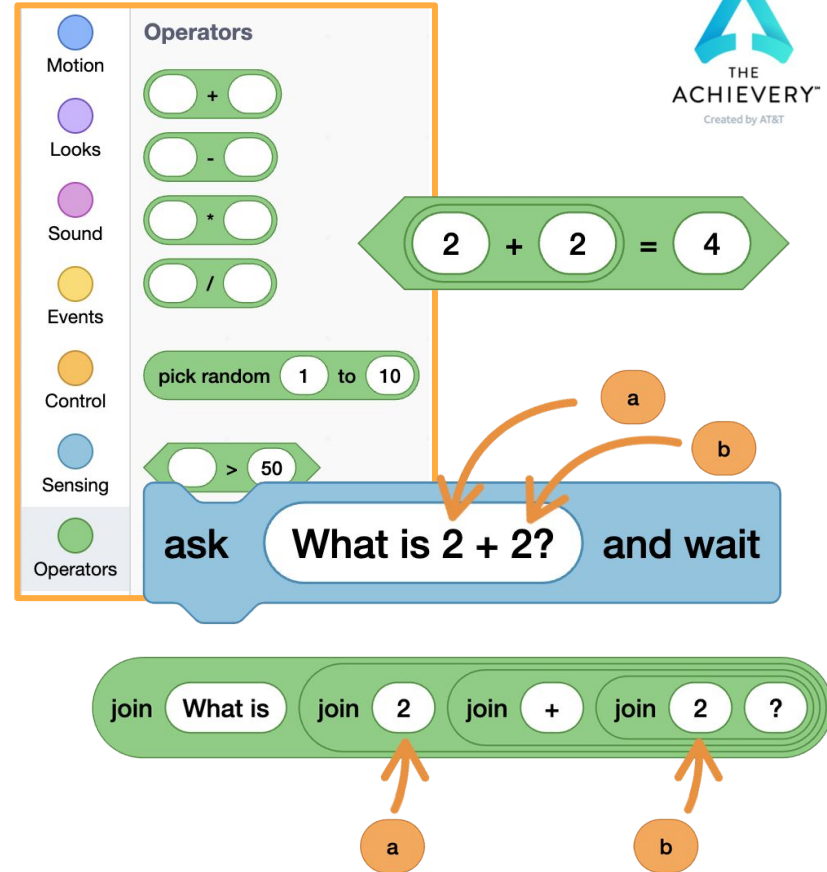 THE
ACHIEVERY™
Created by AT&T
Motion
Looks
Sound
Events
Control
Sensing
Operators
Operators
+
-
*
/
pick random 1 to 10
> 50
2 + 2 = 4
a
b
ask What is 2 + 2? and wait
join What is join 2 join + join 2 ?
a
b